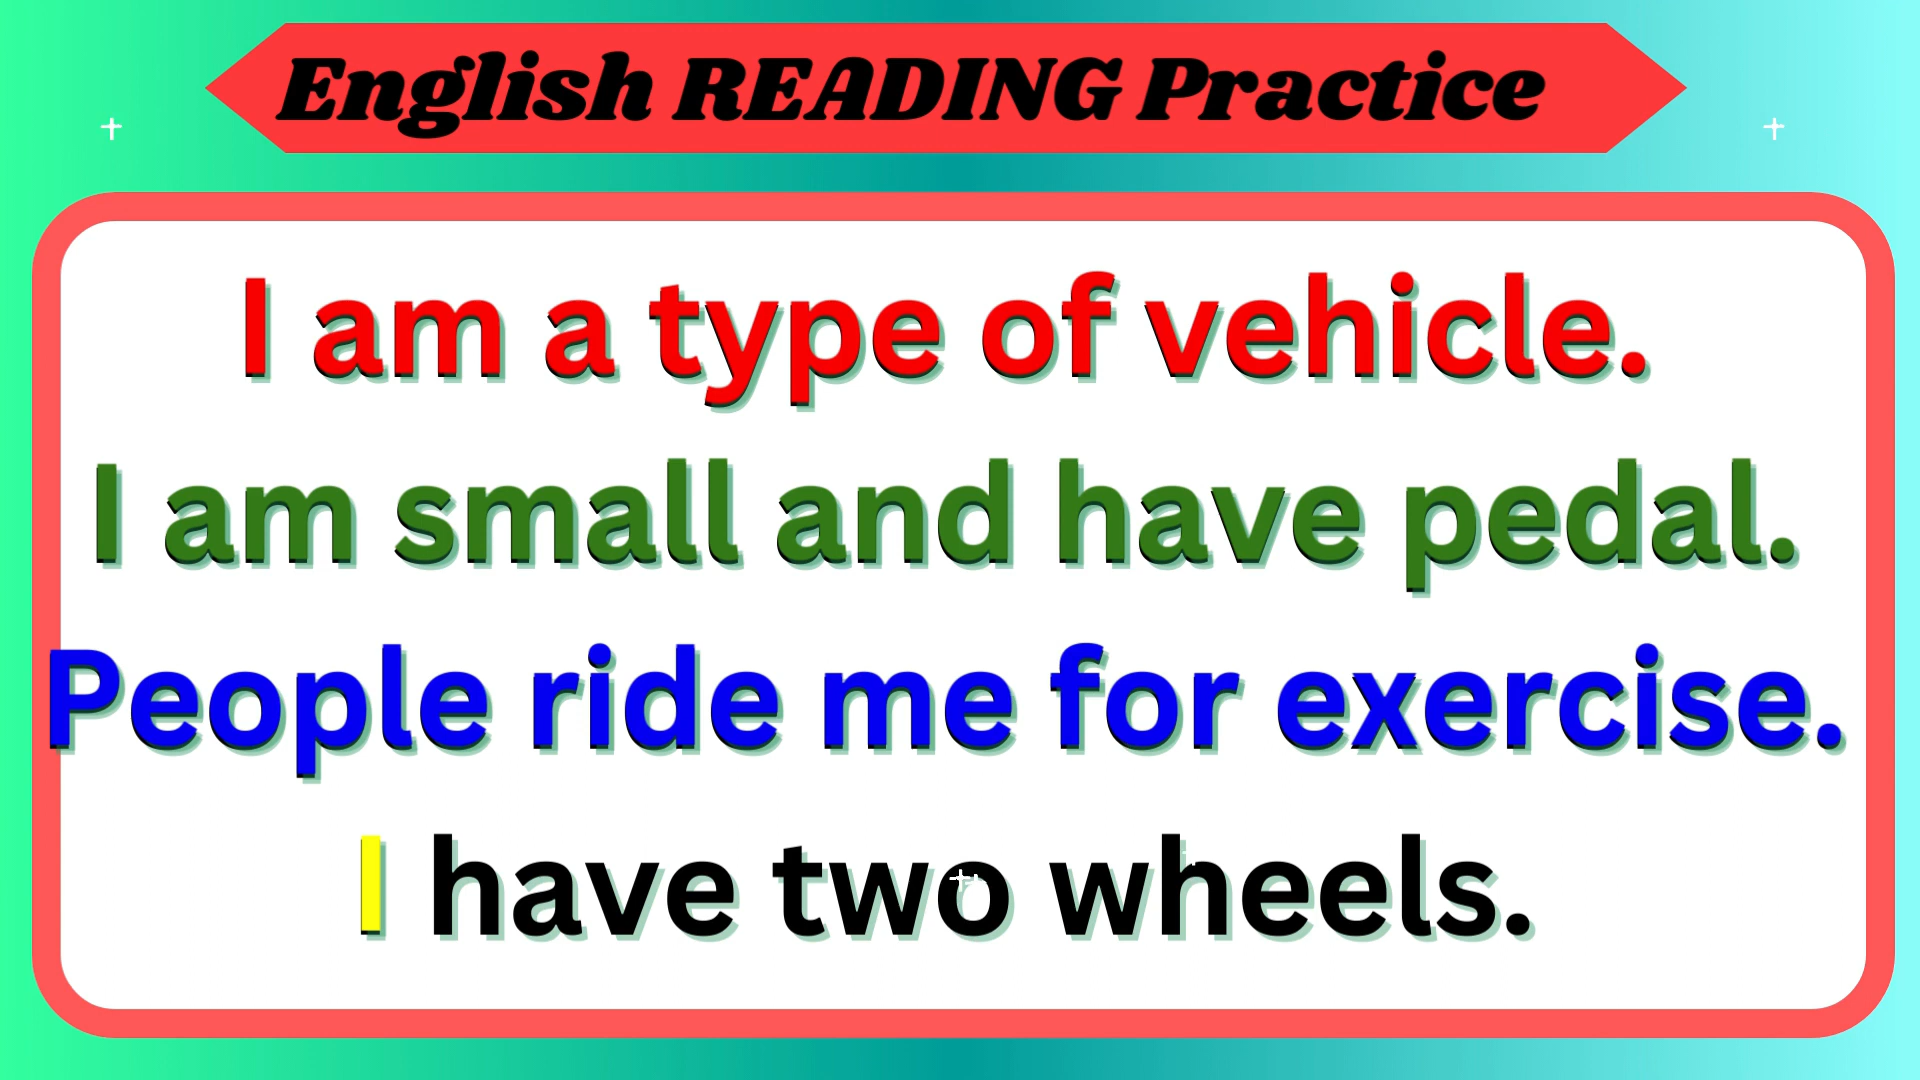 English READING Practice
I am a type of vehicle.
I am small and have pedal.
People ride me for exercise.
I have two wheels.